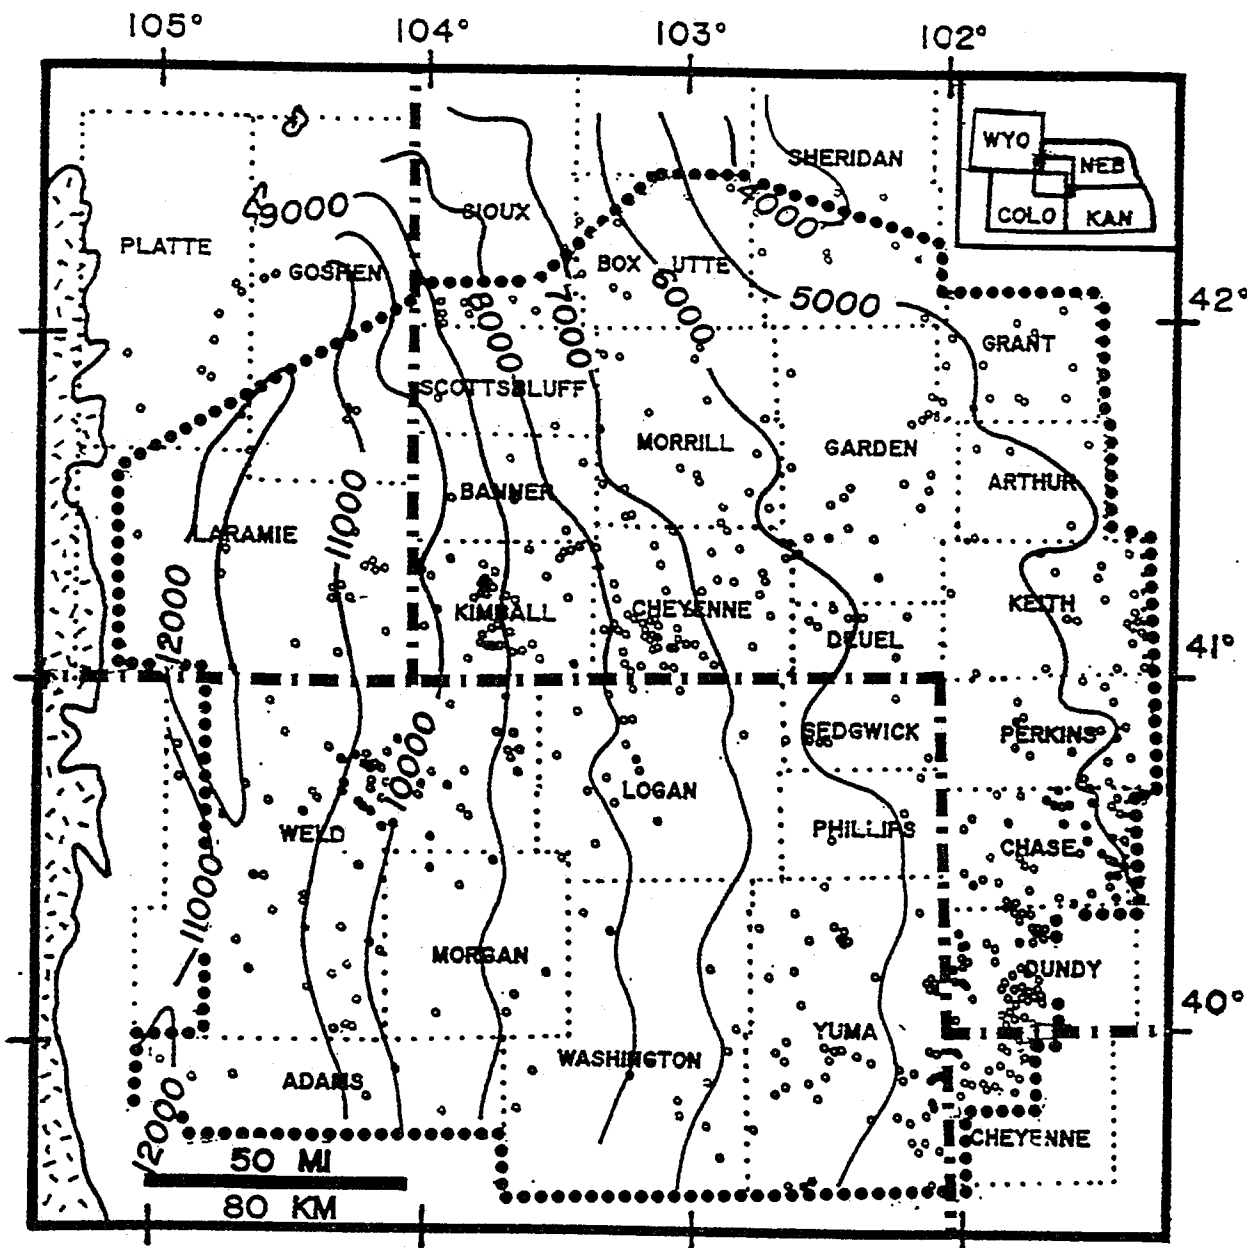 105° 104° 103° 102°
WYO
NEB
COLO KAN
SHERIDAN
4000
SIOUX
9000
PLATTE
GOSHEN
BOX UTTE
6000
5000
8000
7000
42°
GRANT
SCOTTSBLUFF
MORRILL
GARDEN
ARTHUR
BANNER
11000
LARAMIE
12000
KIMBALL
CHEYENNE
KEITH
DEUEL
41°
SEDGWICK
PERKINS
10000
LOGAN
WELD
PHILLIPS
CHASE
11000
MORGAN
DUNDY
40°
YUMA
WASHINGTON
ADAMS
12000
CHEYENNE
50 MI
80 KM